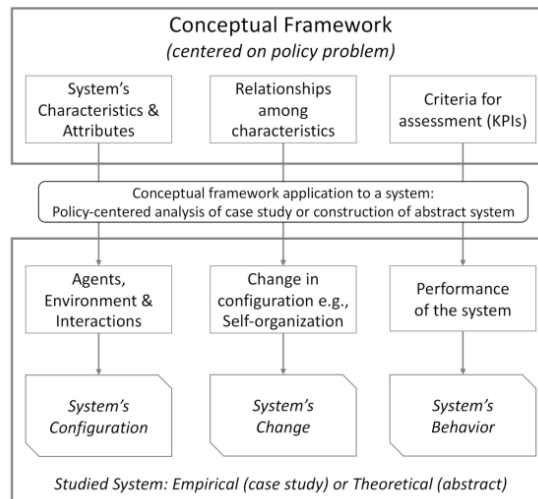 Conceptual Framework
(centered on policy problem)
System's
Characteristics &
Attributes
Relationships
among
characteristics
Criteria for
assessment (KPIs)
Conceptual framework application to a system:
Policy-centered analysis of case study or construction of abstract system
Agents,
Environment &
Interactions
Change in
configuration e.g.,
Self-organization
Performance
of the system
System's
Configuration
System's
Change
System's
Behavior
Studied System: Empirical (case study) or Theoretical (abstract)